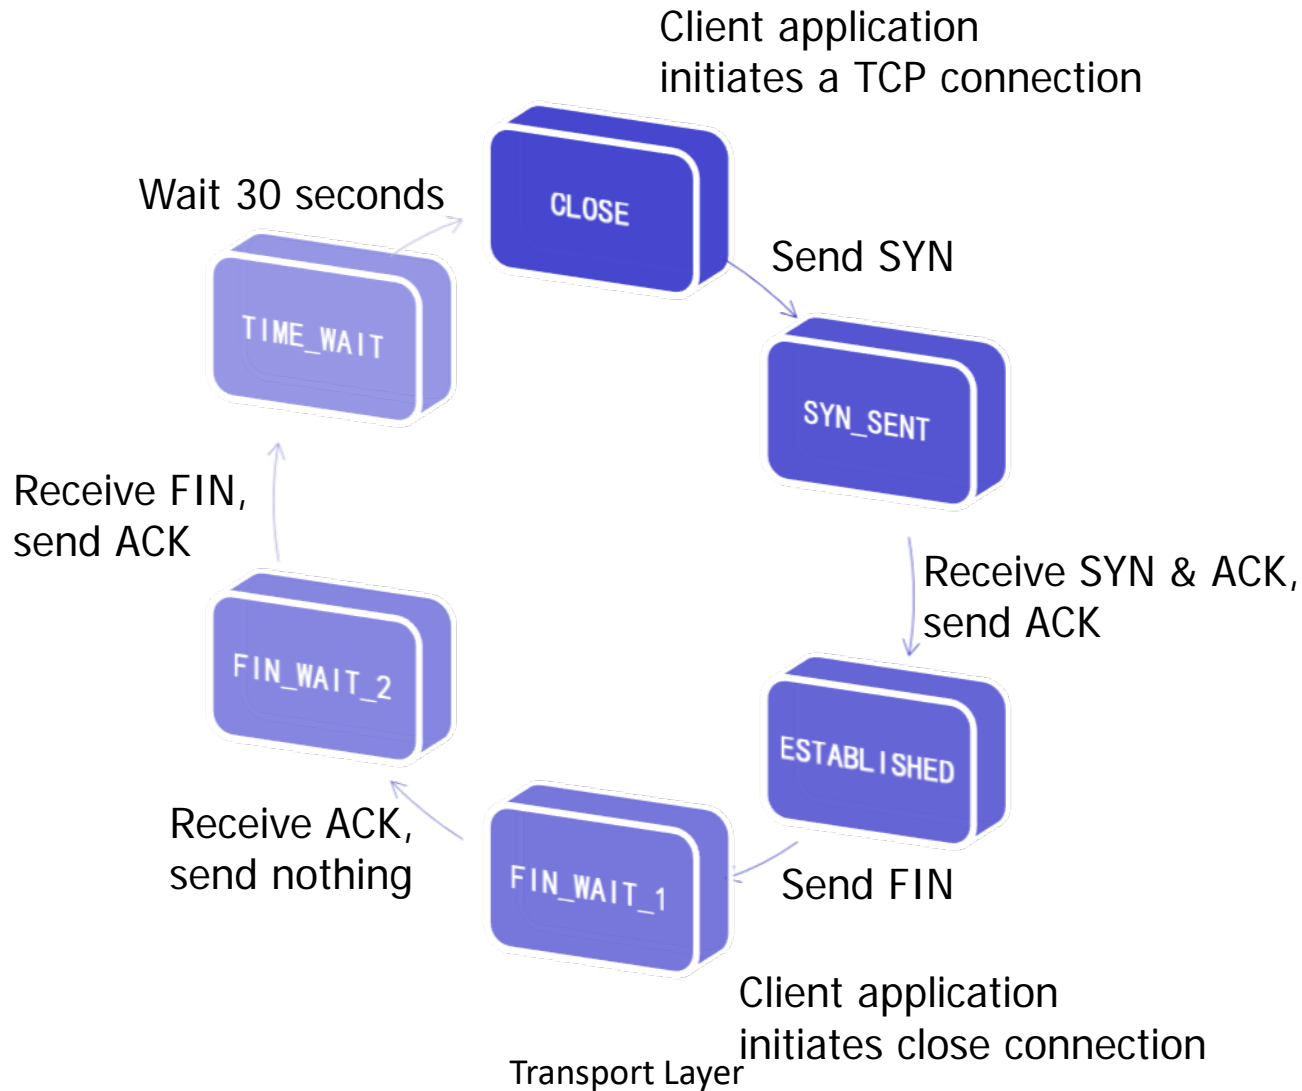 Client application
initiates a TCP connection
CLOSE
Send SYN
SYN_SENT
Receive SYN & ACK,
send ACK
ESTABLISHED
Send FIN
Client application
initiates close connection
FIN_WAIT_1
Receive ACK,
send nothing
FIN_WAIT_2
Receive FIN,
send ACK
TIME_WAIT
Wait 30 seconds
Transport Layer